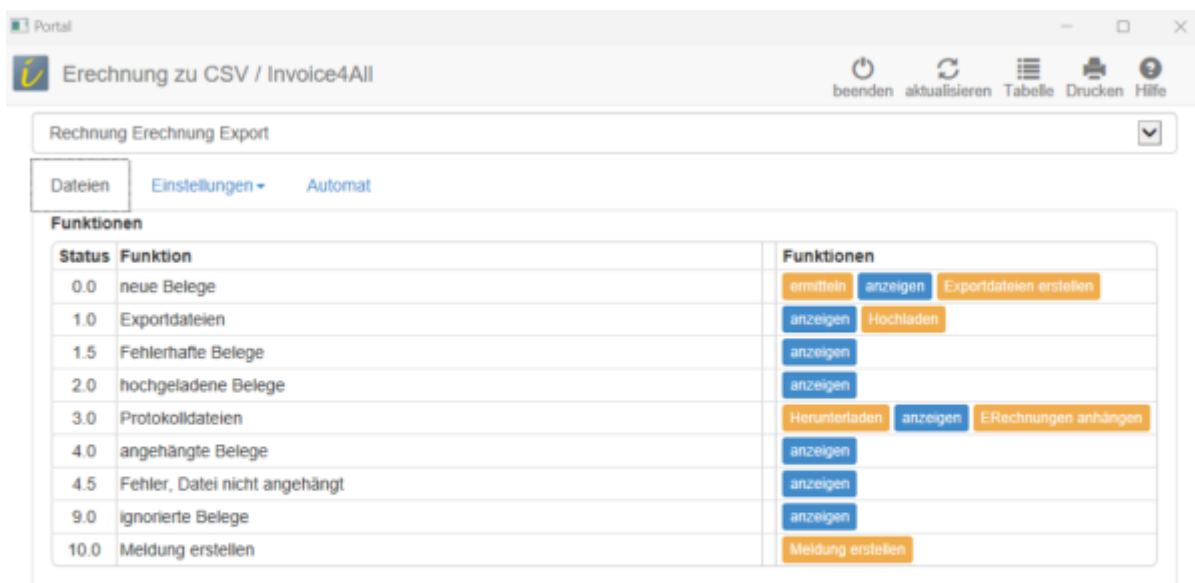 Portal
Erechnung zu CSV / Invoice4All
beenden aktualisieren Tabelle Drucken Hilfe
Rechnung Erechnung Export
Dateien Einstellungen Automat
Funktionen
Status Funktion Funktionen
0.0 neue Belege ermitteln anzeigen Exportdateien erstellen
1.0 Exportdateien anzeigen Hochladen
1.5 Fehlerhafte Belege anzeigen
2.0 hochgeladene Belege anzeigen
3.0 Protokolldateien Herunterladen anzeigen ERechnungen anhängen
4.0 angehängte Belege anzeigen
4.5 Fehler, Datei nicht angehängt anzeigen
9.0 ignorierte Belege anzeigen
10.0 Meldung erstellen Meldung erstellen